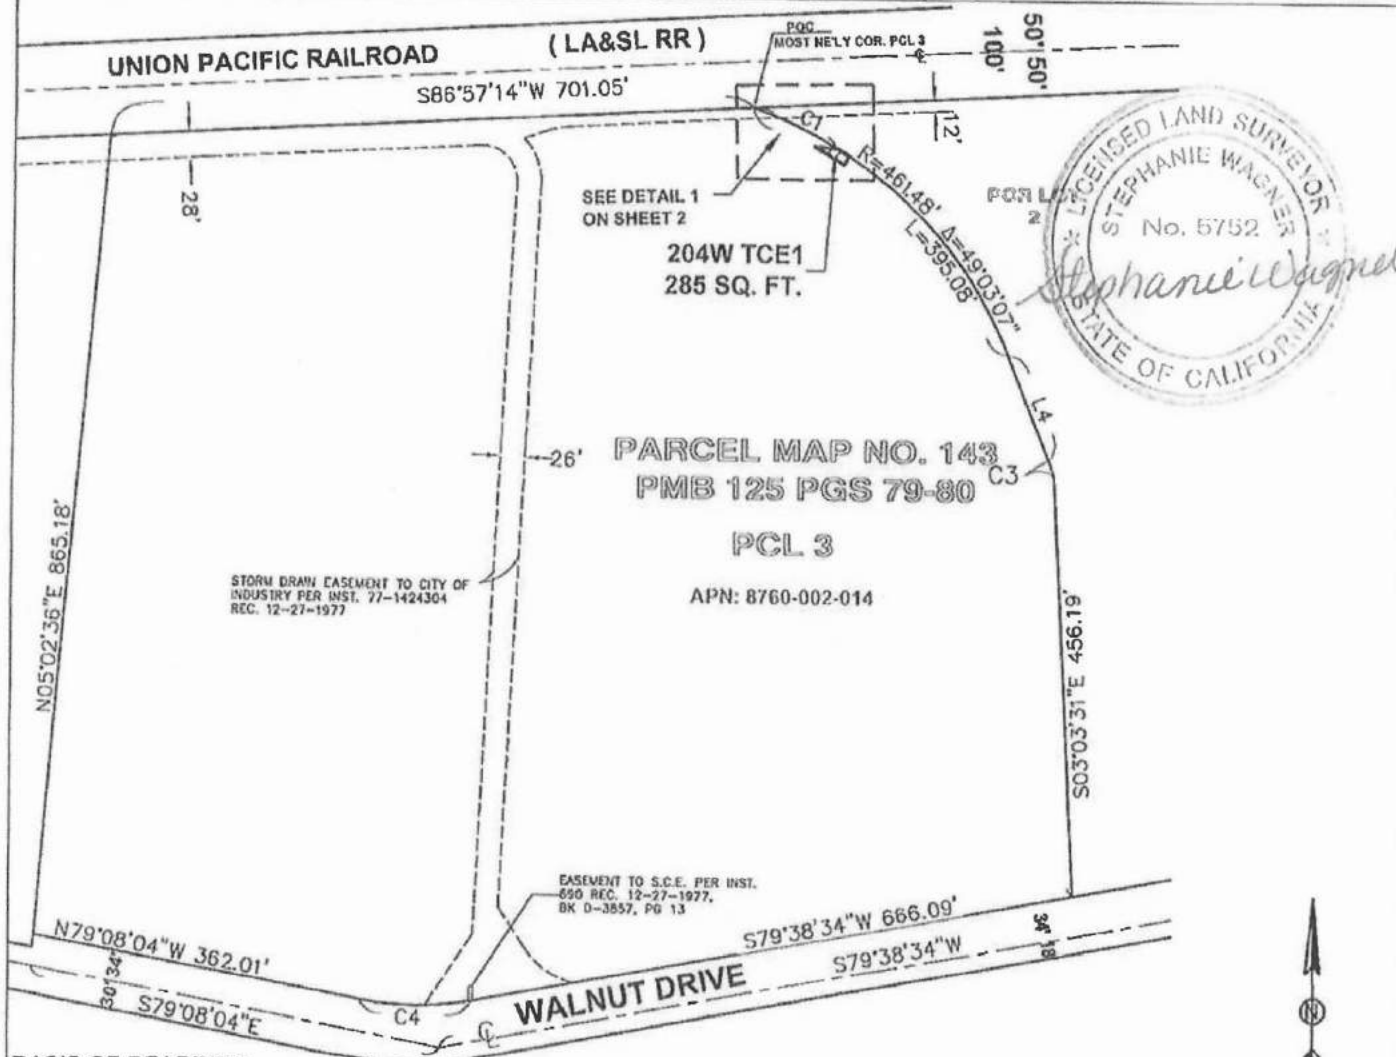 UNION PACIFIC RAILROAD
( LA&SL RR )
POC
MOST NE'LY COR. PCL 3
50' 50'
100'
S86°57'14"W 701.05'
C1
12'
28'
SEE DETAIL 1
ON SHEET 2
204W TCE1
285 SQ. FT.
R=461.48' Δ=49°03'07"
L=395.08'
POR LOT
2
LICENSED LAND SURVEYOR
STEPHANIE WAGNER
No. 5752
Stephanie Wagner
STATE OF CALIFORNIA
L4
C3
26'
PARCEL MAP NO. 143
PMB 125 PGS 79-80
PCL 3
APN: 8760-002-014
N05°02'36"E 865.18'
STORM DRAIN EASEMENT TO CITY OF
INDUSTRY PER INST. 77-1424304
REC. 12-27-1977
S03°03'31"E 456.19'
EASEMENT TO S.C.E. PER INST.
690 REC. 12-27-1977,
BK D-3857, PG 13
N79°08'04"W 362.01'
S79°38'34"W 666.09'
S79°38'34"W
34' 18'
30' 34'
S79°08'04"E
C4
WALNUT DRIVE
N